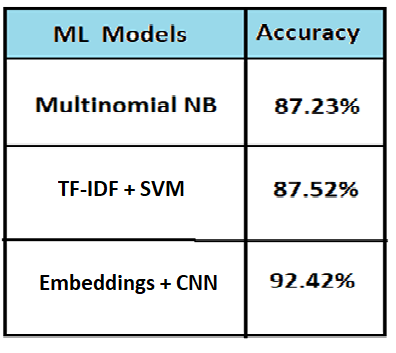 ML Models Accuracy
Multinomial NB 87.23%
TF-IDF + SVM 87.52%
Embeddings + CNN 92.42%